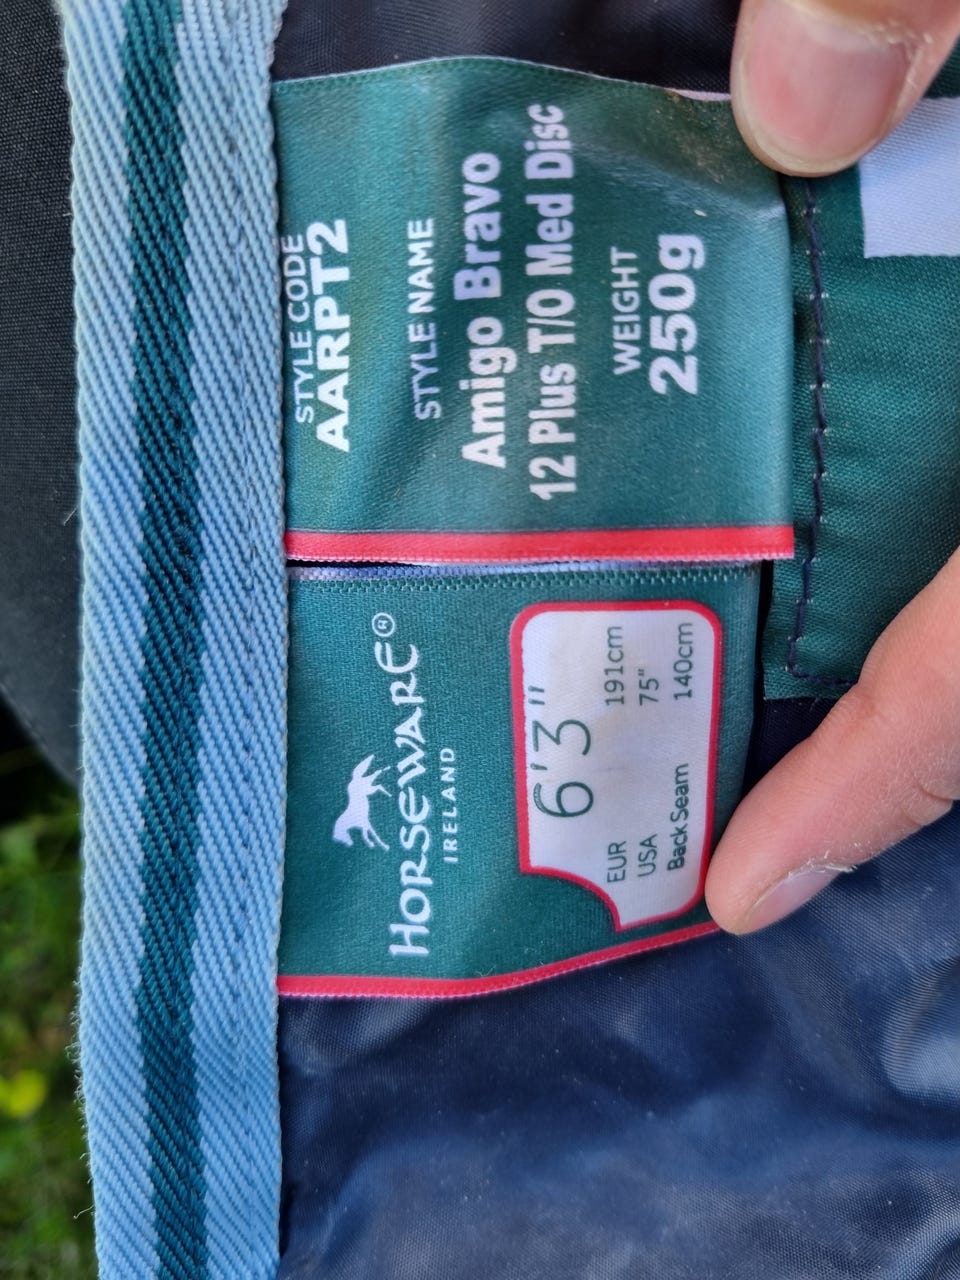 STYLE CODE
AARPT2
STYLE NAME
Amigo Bravo
12 Plus T/O Med Disc
WEIGHT
250g
HORSEWARE®
IRELAND
6'3"
EUR 191cm
USA 75"
Back Seam 140cm